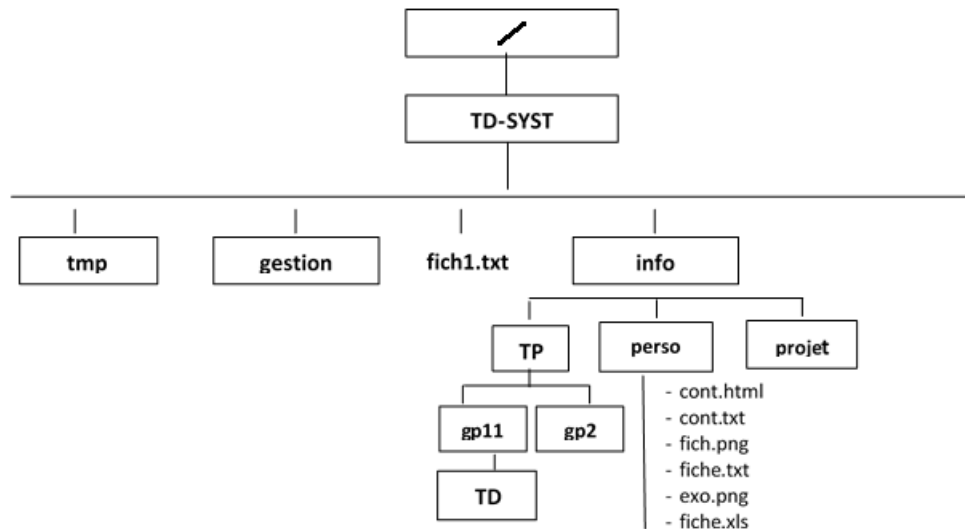 /
TD-SYST
tmp
gestion
fich1.txt
info
TP
perso
projet
gp11
gp2
TD
- cont.html
- cont.txt
- fich.png
- fiche.txt
- exo.png
- fiche.xls